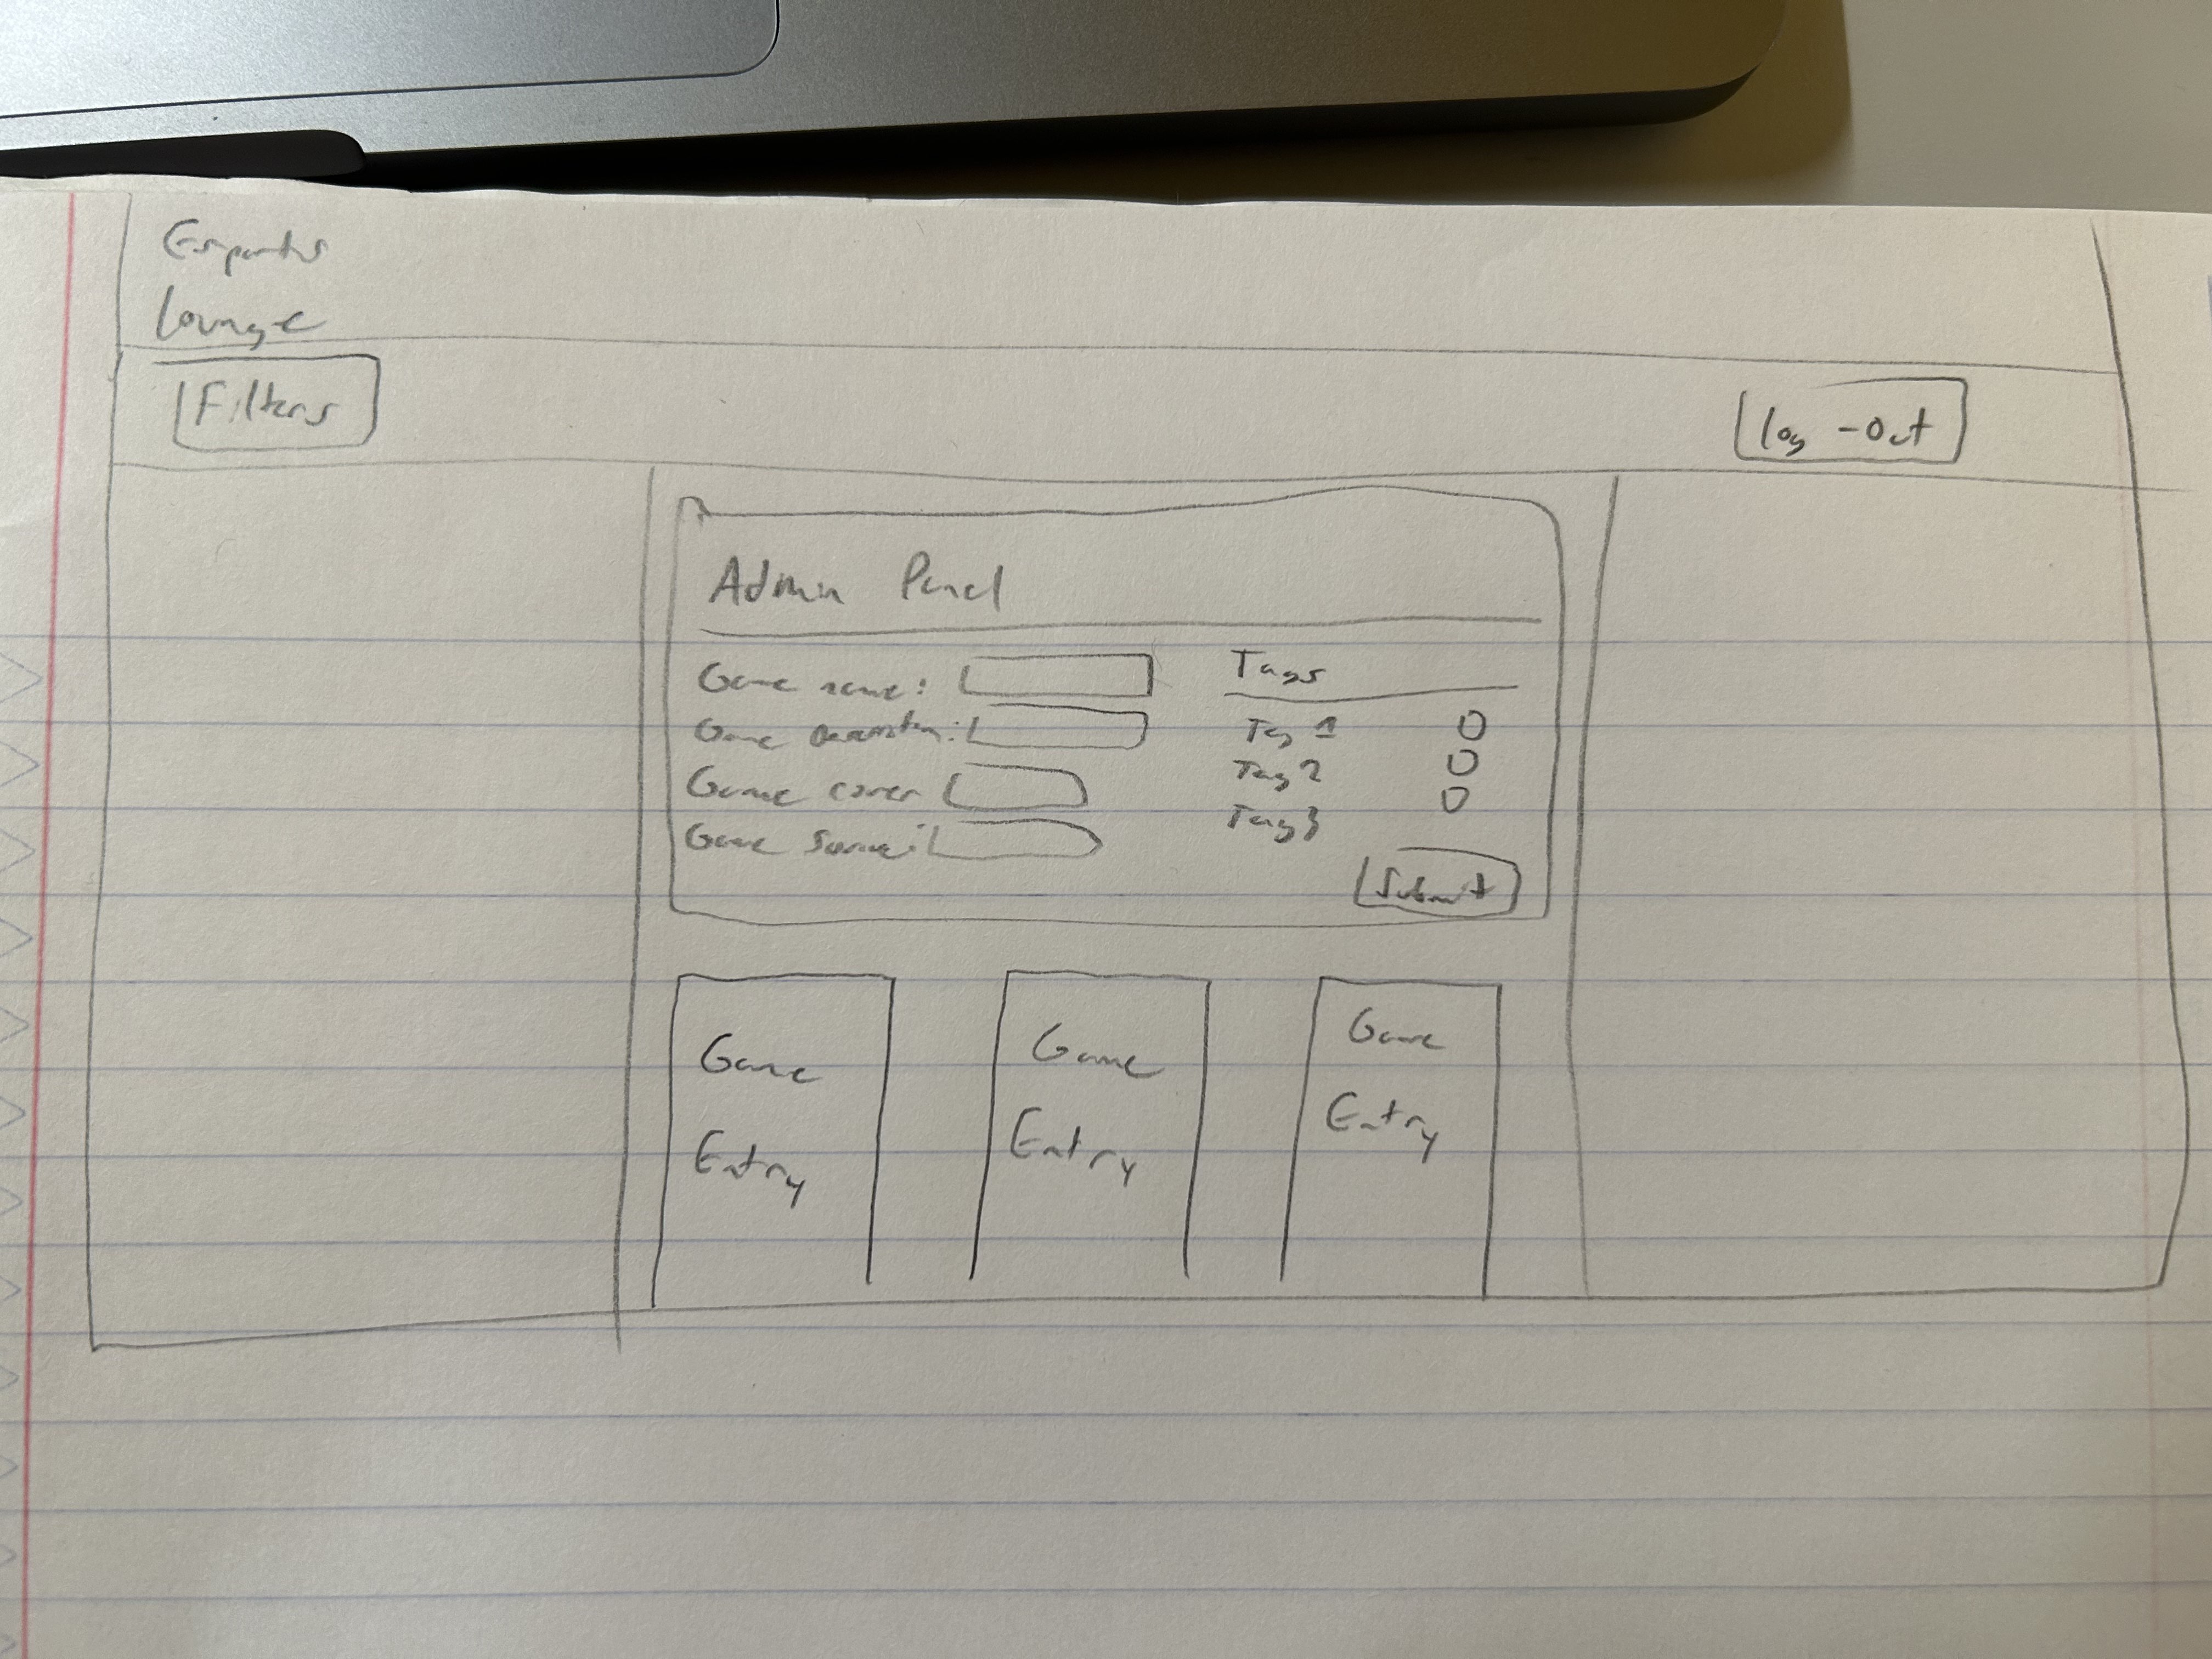 Esports
Lounge
Filters
log-out
Admin Panel
Game name:
Game description:
Game cover
Game
Tags
Tag 1
Tag 2
Tag 3
Submit
Game
Entry
Game
Entry
Game
Entry